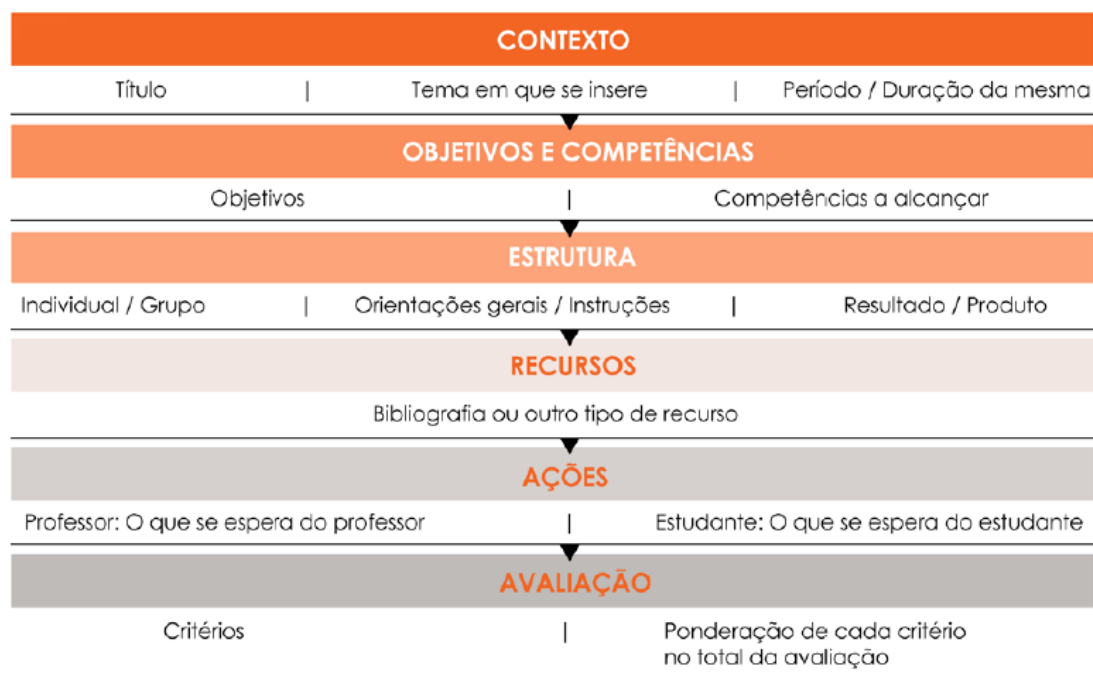 CONTEXTO
Título | Tema em que se insere | Período / Duração da mesma
OBJETIVOS E COMPETÊNCIAS
Objetivos | Competências a alcançar
ESTRUTURA
Individual / Grupo | Orientações gerais / Instruções | Resultado / Produto
RECURSOS
Bibliografia ou outro tipo de recurso
AÇÕES
Professor: O que se espera do professor | Estudante: O que se espera do estudante
AVALIAÇÃO
Critérios | Ponderação de cada critério
no total da avaliação